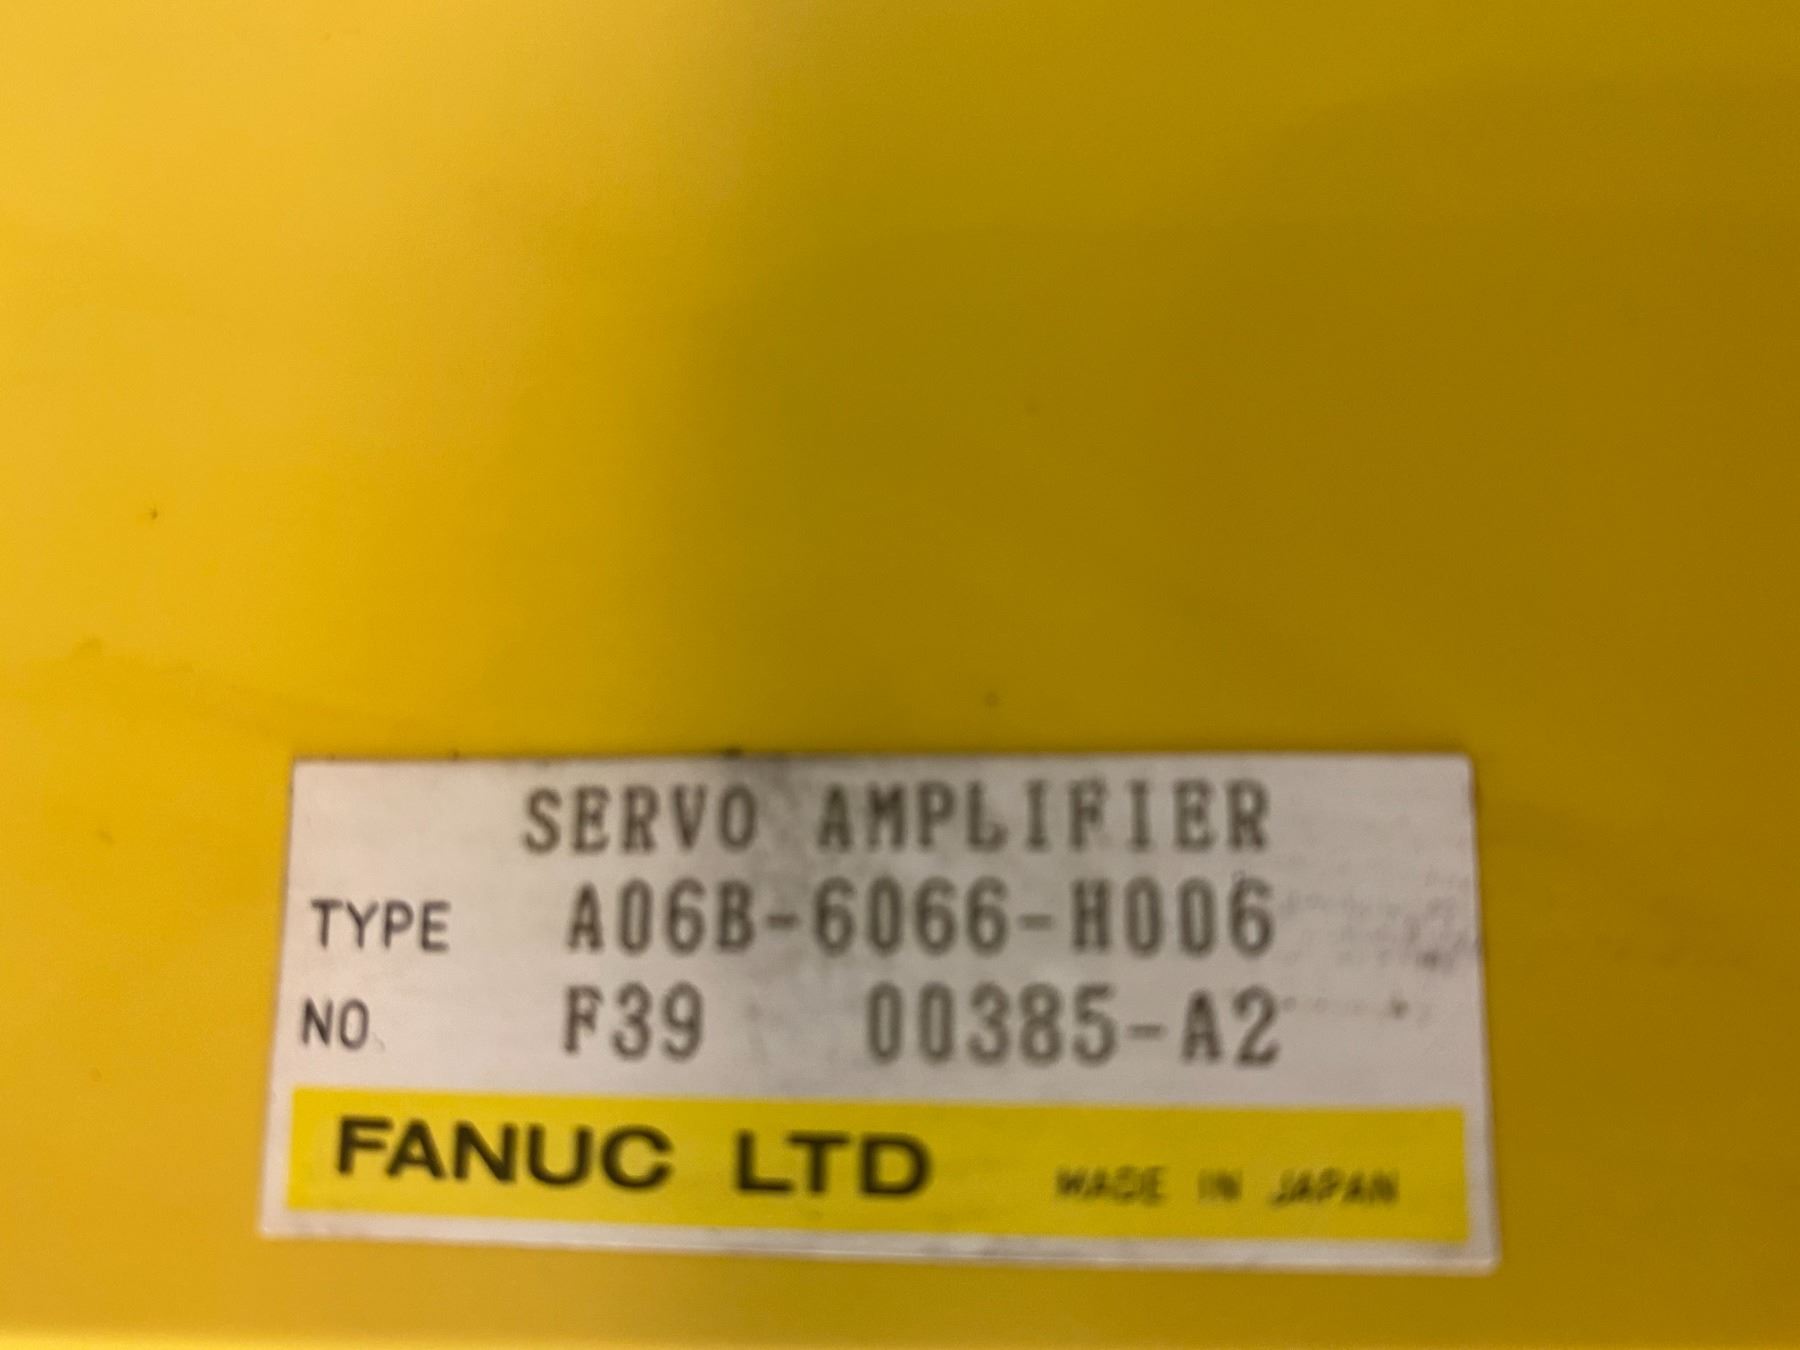 SERVO AMPLIFIER
TYPE A06B-6066-H006
NO. F39 00385-A2
FANUC LTD MADE IN JAPAN